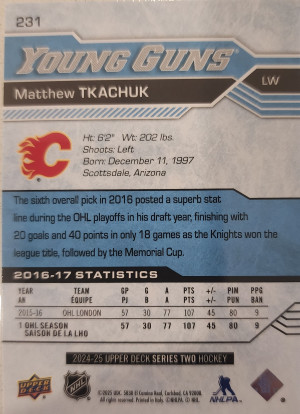 231
YOUNG GUNS
Matthew TKACHUK
LW
Ht: 6'2" Wt: 202 lbs.
Shoots: Left
Born: December 11, 1997
Scottsdale, Arizona
The sixth overall pick in 2016 posted a superb stat
line during the OHL playoffs in his draft year, finishing with
20 goals and 40 points in only 18 games as the Knights won the
league title, followed by the Memorial Cup.
2016-17 STATISTICS
YEAR TEAM GP G A PTS +/- PIM PPG
AN ÉQUIPE PJ B A PTS +/- PUN BAN
2015-16 OHL LONDON 57 30 77 107 45 80 9
1 OHL SEASON 57 30 77 107 45 80 9
SAISON DE LA LHO
2024-25 UPPER DECK SERIES TWO HOCKEY
UPPER DECK
NHL
NHLPA